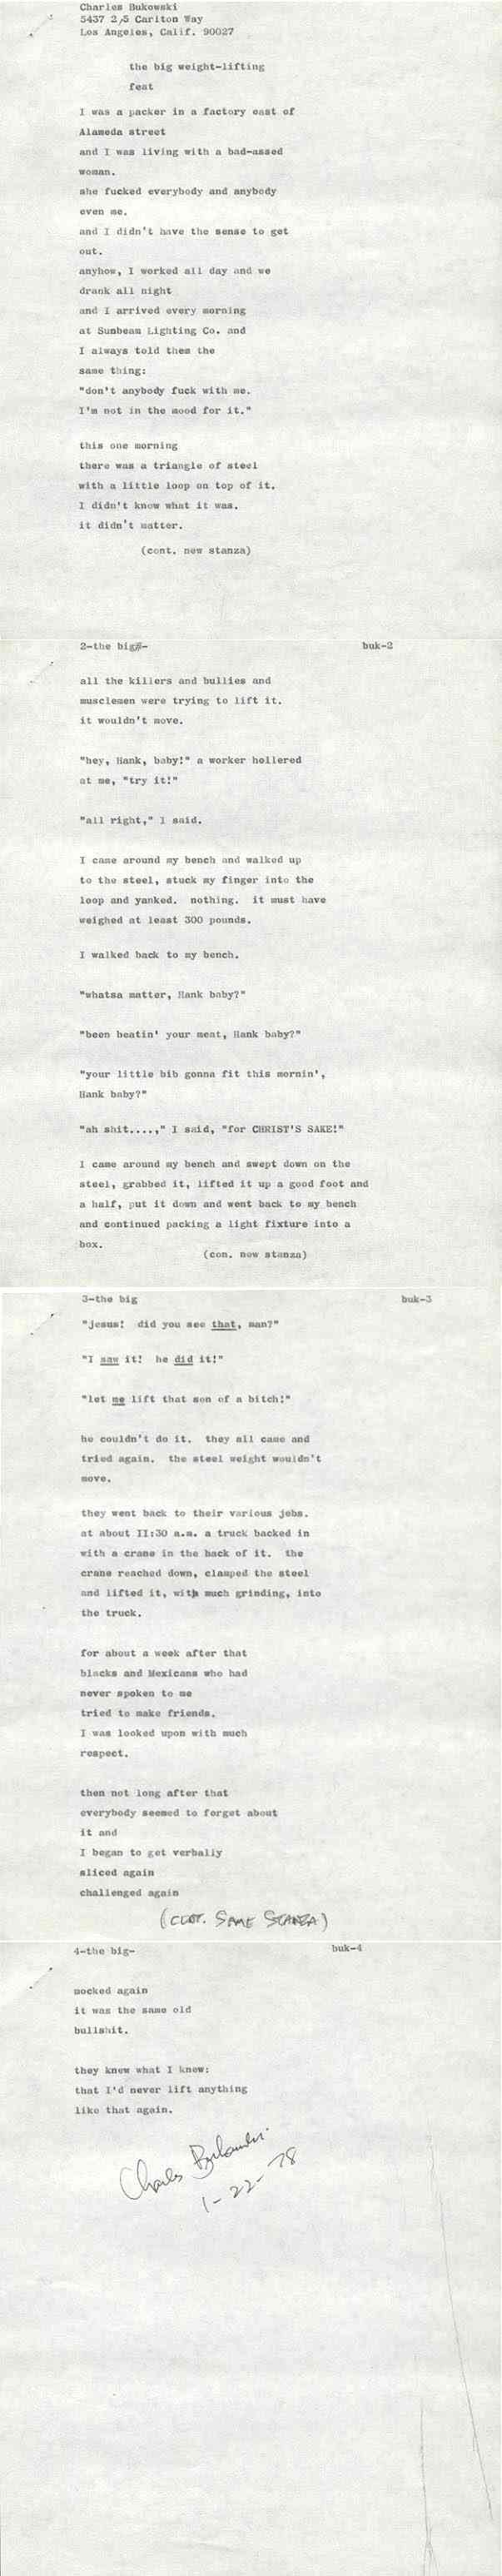 Charles Bukowski
5437 2/5 Carlton Way
Los Angeles, Calif. 90027
the big weight-lifting
feat
I was a packer in a factory east of
Alameda street
and I was living with a bad-assed
woman.
she fucked everybody and anybody
even me.
and I didn't have the sense to get
out.
anyhow, I worked all day and we
drank all night
and I arrived every morning
at Sunbeam Lighting Co. and
I always told them the
same thing:
"don't anybody fuck with me.
I'm not in the mood for it."
this one morning
there was a triangle of steel
with a little loop on top of it.
I didn't know what it was.
it didn't matter.
(cont. new stanza)
2-the big#-
buk-2
all the killers and bullies and
musclemen were trying to lift it.
it wouldn't move.
"hey, Hank, baby!" a worker hollered
at me, "try it!"
"all right," I said.
I came around my bench and walked up
to the steel, stuck my finger into the
loop and yanked. nothing. it must have
weighed at least 300 pounds.
I walked back to my bench.
"whatsa matter, Hank baby?"
"been beatin' your meat, Hank baby?"
"your little bib gonna fit this mornin',
Hank baby?"
"ah shit....," I said, "for CHRIST'S SAKE!"
I came around my bench and swept down on the
steel, grabbed it, lifted it up a good foot and
a half, put it down and went back to my bench
and continued packing a light fixture into a
box.
(con. new stanza)
3-the big
buk-3
"jesus! did you see that, man?"
"I saw it! he did it!"
"let me lift that son of a bitch!"
he couldn't do it. they all came and
tried again. the steel weight wouldn't
move.
they went back to their various jobs.
at about II:30 a.m. a truck backed in
with a crane in the back of it. the
crane reached down, clamped the steel
and lifted it, with much grinding, into
the truck.
for about a week after that
blacks and Mexicans who had
never spoken to me
tried to make friends.
I was looked upon with much
respect.
then not long after that
everybody seemed to forget about
it and
I began to get verbally
sliced again
challenged again
(CONT. SAME STANZA)
4-the big-
buk-4
mocked again
it was the same old
bullshit.
they knew what I knew:
that I'd never lift anything
like that again.
Charles Bukowski
1-22-78